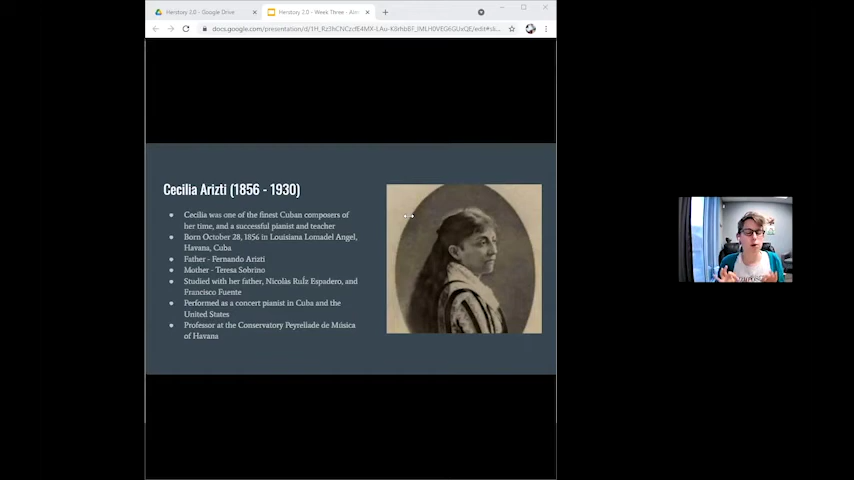 Herstory 2.0 - Google Drive
Herstory 2.0 - Week Three - Azm
Cecilia Arizti (1856 - 1930)
Cecilia was one of the finest Cuban composers of
her time, and a successful pianist and teacher
Born October 28, 1856 in Louisiana Lomadel Angel,
Havana, Cuba
Father - Fernando Arizti
Mother - Teresa Sobrino
Studied with her father, Nicolás Ruíz Espadero, and
Francisco Fuente
Performed as a concert pianist in Cuba and the
United States
Professor at the Conservatory Peyrellade de Música
of Havana